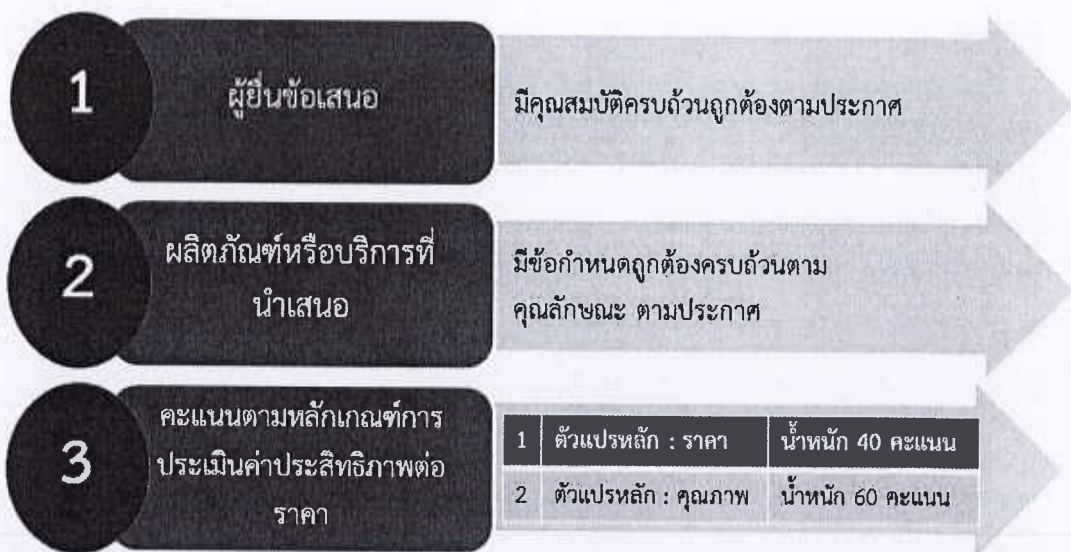 1
ผู้ยื่นข้อเสนอ
มีคุณสมบัติครบถ้วนถูกต้องตามประกาศ
2
ผลิตภัณฑ์หรือบริการที่
นำเสนอ
มีข้อกำหนดถูกต้องครบถ้วนตาม
คุณลักษณะ ตามประกาศ
3
คะแนนตามหลักเกณฑ์การ
ประเมินค่าประสิทธิภาพต่อ
ราคา
1 ตัวแปรหลัก : ราคา น้ำหนัก 40 คะแนน
2 ตัวแปรหลัก : คุณภาพ น้ำหนัก 60 คะแนน